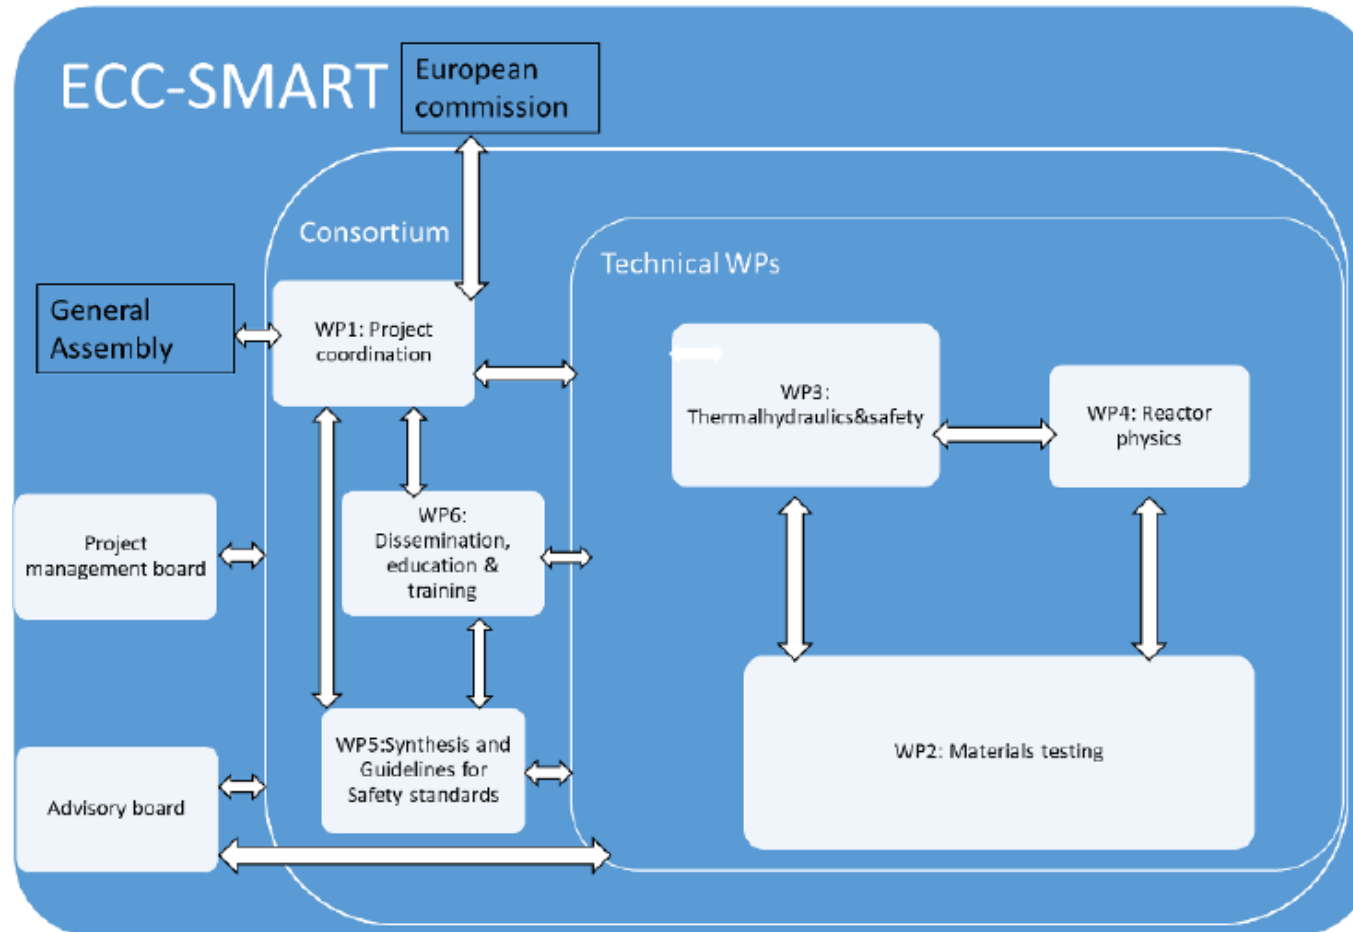 ECC-SMART
European
commission
Consortium
Technical WPs
General
Assembly
WP1: Project
coordination
WP3:
Thermalhydraulics&safety
WP4: Reactor
physics
Project
management board
WP6:
Dissemination,
education &
training
WP5:Synthesis and
Guidelines for
Safety standards
WP2: Materials testing
Advisory board